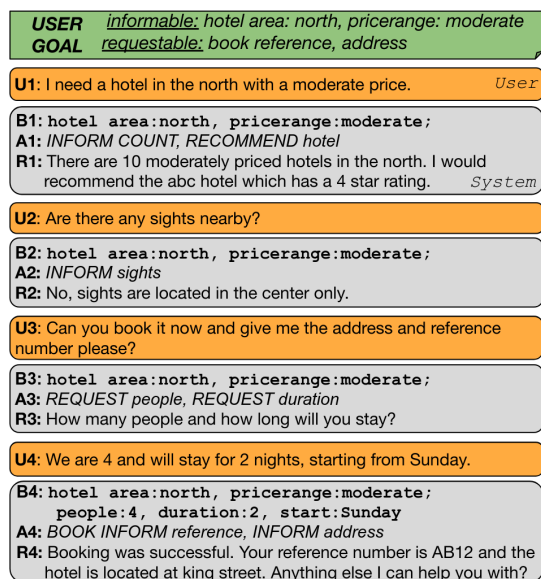 USER GOAL informable: hotel area: north, pricerange: moderate
requestable: book reference, address
U1: I need a hotel in the north with a moderate price. User
B1: hotel area:north, pricerange:moderate;
A1: INFORM COUNT, RECOMMEND hotel
R1: There are 10 moderately priced hotels in the north. I would
recommend the abc hotel which has a 4 star rating. System
U2: Are there any sights nearby?
B2: hotel area:north, pricerange:moderate;
A2: INFORM sights
R2: No, sights are located in the center only.
U3: Can you book it now and give me the address and reference
number please?
B3: hotel area:north, pricerange:moderate;
A3: REQUEST people, REQUEST duration
R3: How many people and how long will you stay?
U4: We are 4 and will stay for 2 nights, starting from Sunday.
B4: hotel area:north, pricerange:moderate;
people:4, duration:2, start:Sunday
A4: BOOK INFORM reference, INFORM address
R4: Booking was successful. Your reference number is AB12 and the
hotel is located at king street. Anything else I can help you with?